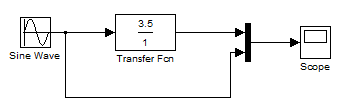 3.5
1
Sine Wave
Transfer Fcn
Scope